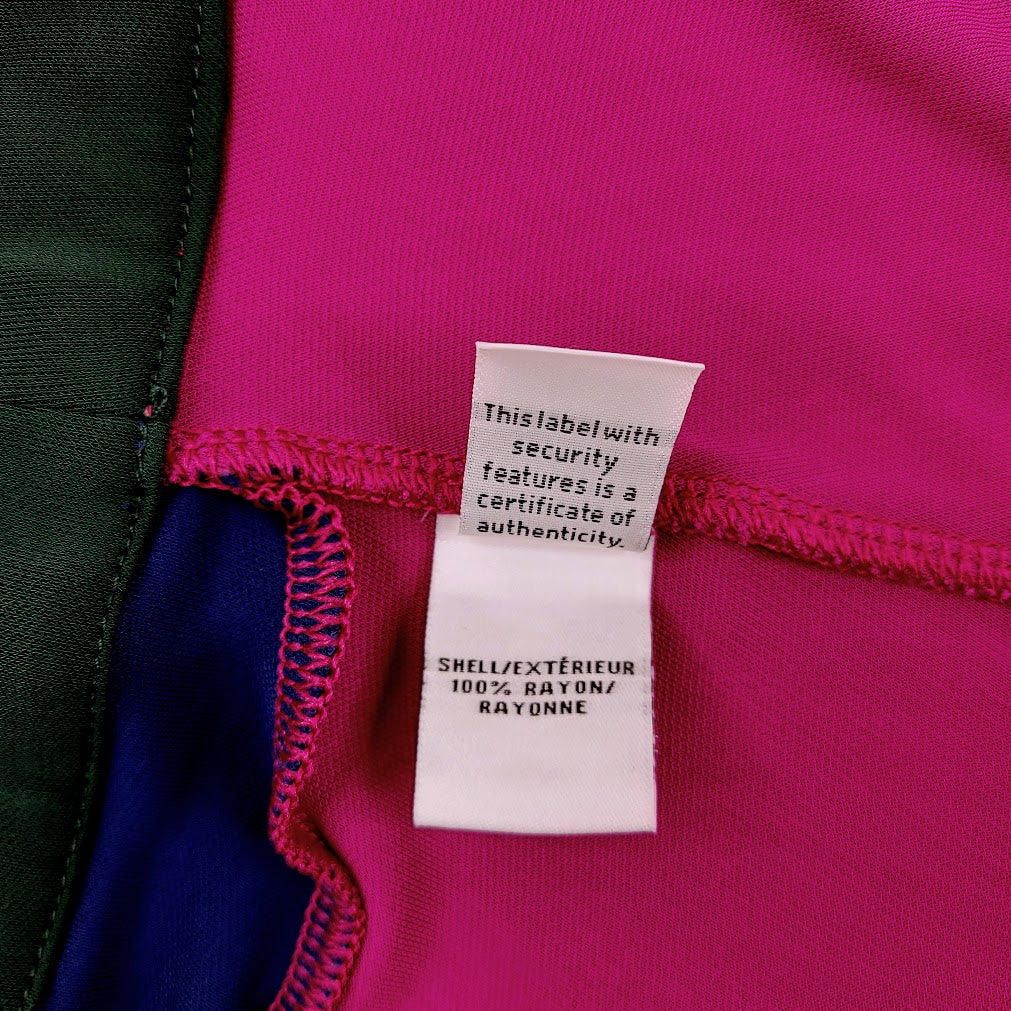 This label with
security
features is a
certificate of
authenticity.
SHELL/EXTÉRIEUR
100% RAYON/
RAYONNE